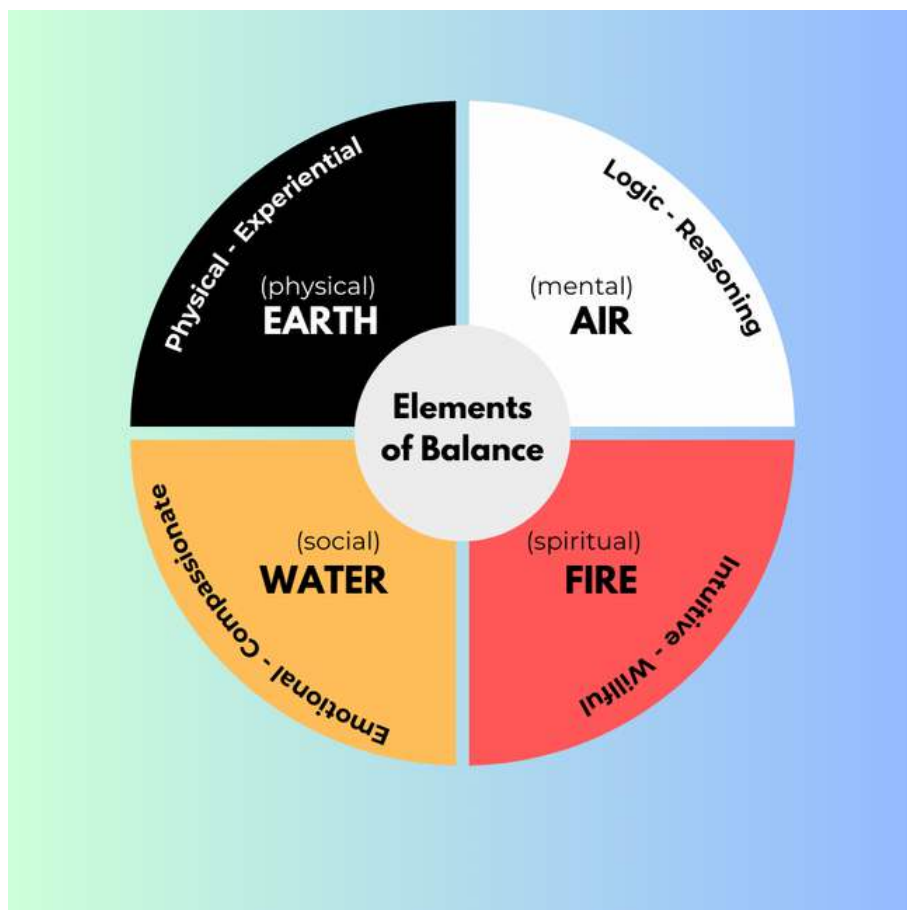 Physical - Experiential
(physical)
EARTH
Logic - Reasoning
(mental)
AIR
Elements
of Balance
(social)
WATER
Emotional - Compassionate
(spiritual)
FIRE
Intuitive - Willful